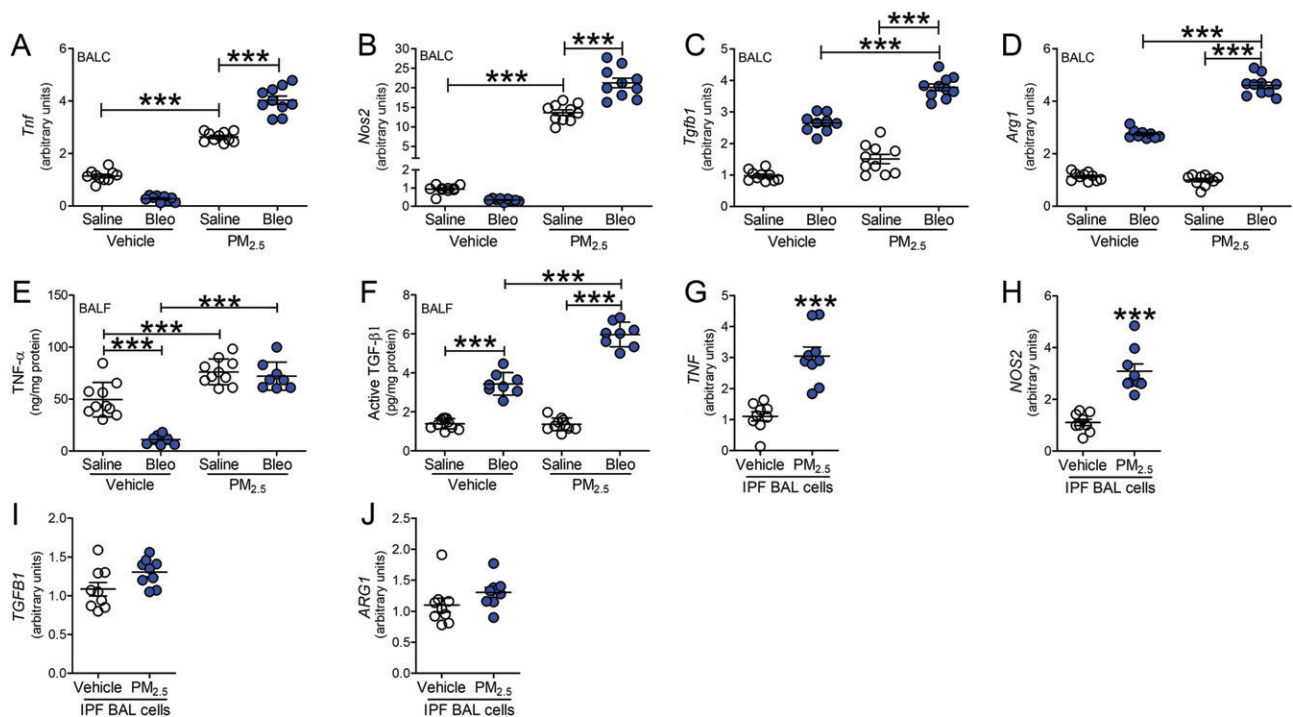 A
BALC
Tnf
(arbitrary units)
6
4
2
0
***
***
Saline Bleo Saline Bleo
Vehicle PM2.5
B
BALC
Nos2
(arbitrary units)
30
25
20
15
10
2
1
0
***
***
Saline Bleo Saline Bleo
Vehicle PM2.5
C
BALC
Tgfb1
(arbitrary units)
5
4
3
2
1
0
***
***
Saline Bleo Saline Bleo
Vehicle PM2.5
D
BALC
Arg1
(arbitrary units)
6
4
2
0
***
***
Saline Bleo Saline Bleo
Vehicle PM2.5
E
BALF
TNF-α
(ng/mg protein)
150
100
50
0
***
***
***
Saline Bleo Saline Bleo
Vehicle PM2.5
F
BALF
Active TGF-β1
(pg/mg protein)
8
6
4
2
0
***
***
***
Saline Bleo Saline Bleo
Vehicle PM2.5
G
TNF
(arbitrary units)
5
4
3
2
1
0
***
Vehicle PM2.5
IPF BAL cells
H
NOS2
(arbitrary units)
6
4
2
0
***
Vehicle PM2.5
IPF BAL cells
I
TGFB1
(arbitrary units)
2.0
1.5
1.0
0.5
0.0
Vehicle PM2.5
IPF BAL cells
J
ARG1
(arbitrary units)
2.5
2.0
1.5
1.0
0.5
0.0
Vehicle PM2.5
IPF BAL cells